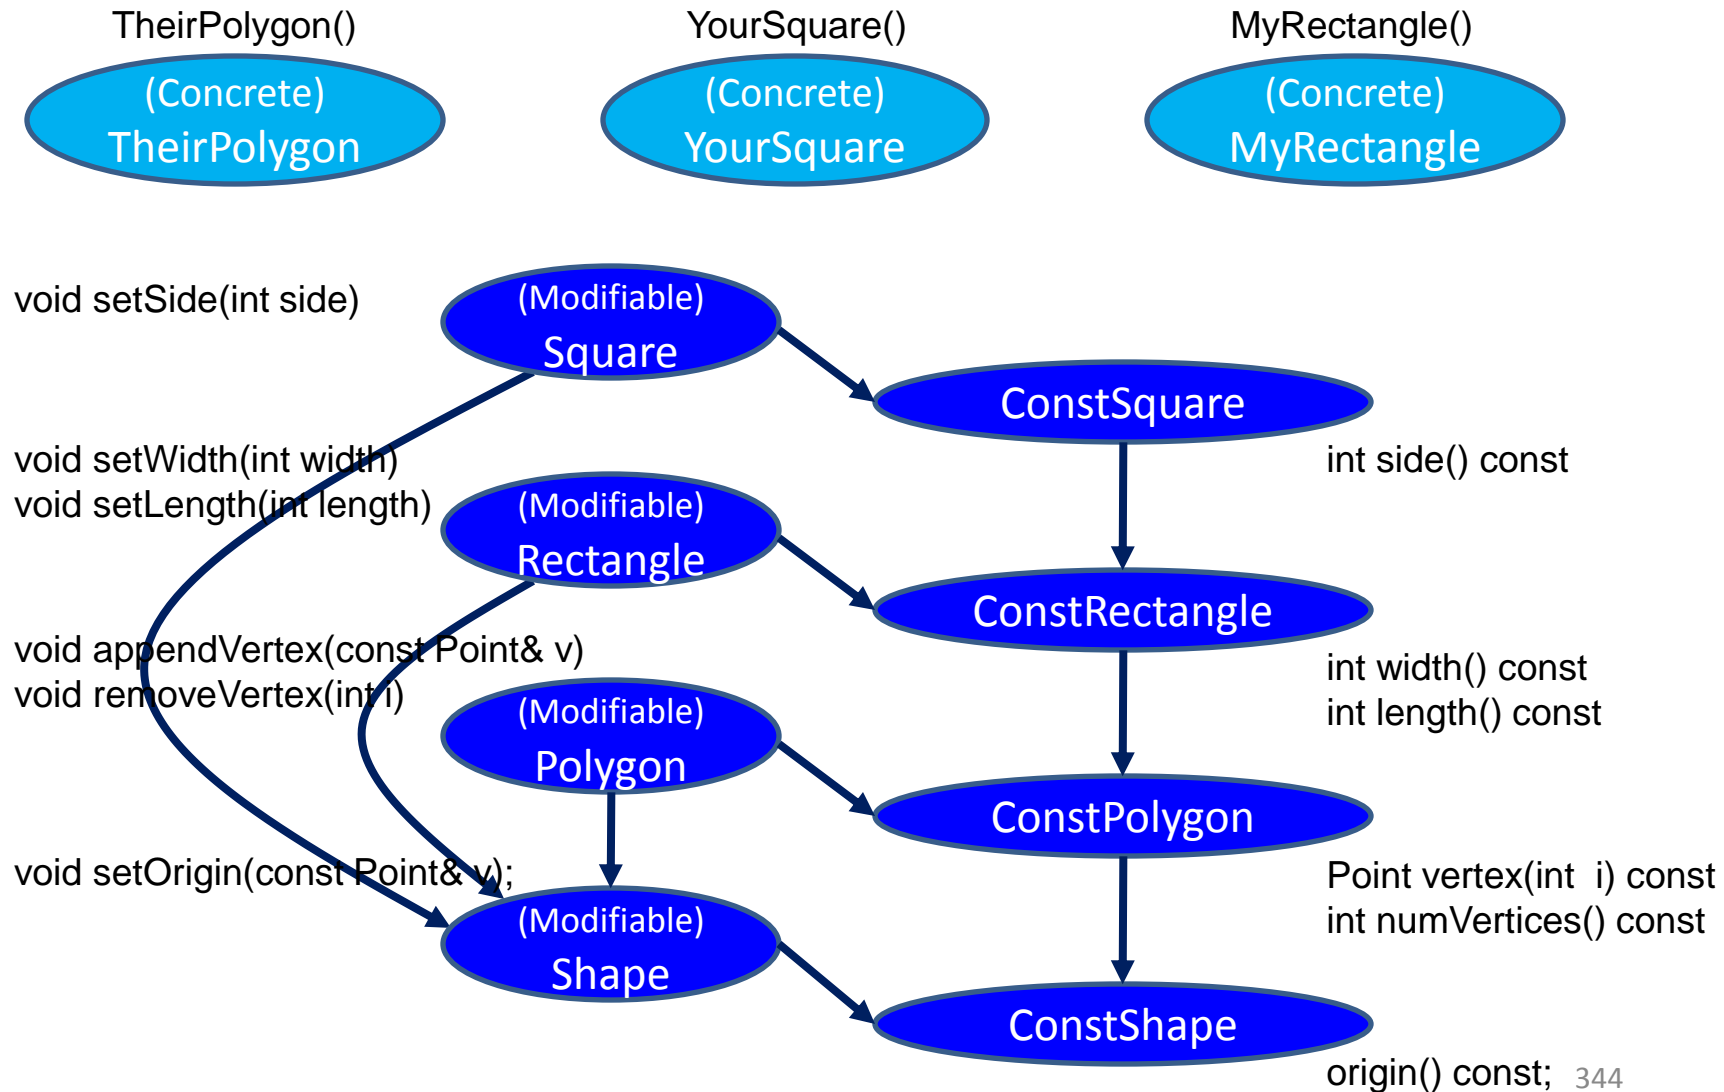 TheirPolygon()
YourSquare()
MyRectangle()
(Concrete)
TheirPolygon
(Concrete)
YourSquare
(Concrete)
MyRectangle
void setSide(int side)
(Modifiable)
Square
ConstSquare
int side() const
void setWidth(int width)
void setLength(int length)
(Modifiable)
Rectangle
ConstRectangle
int width() const
int length() const
void appendVertex(const Point& v)
void removeVertex(int i)
(Modifiable)
Polygon
ConstPolygon
Point vertex(int i) const
int numVertices() const
void setOrigin(const Point& v);
(Modifiable)
Shape
ConstShape
origin() const;
344